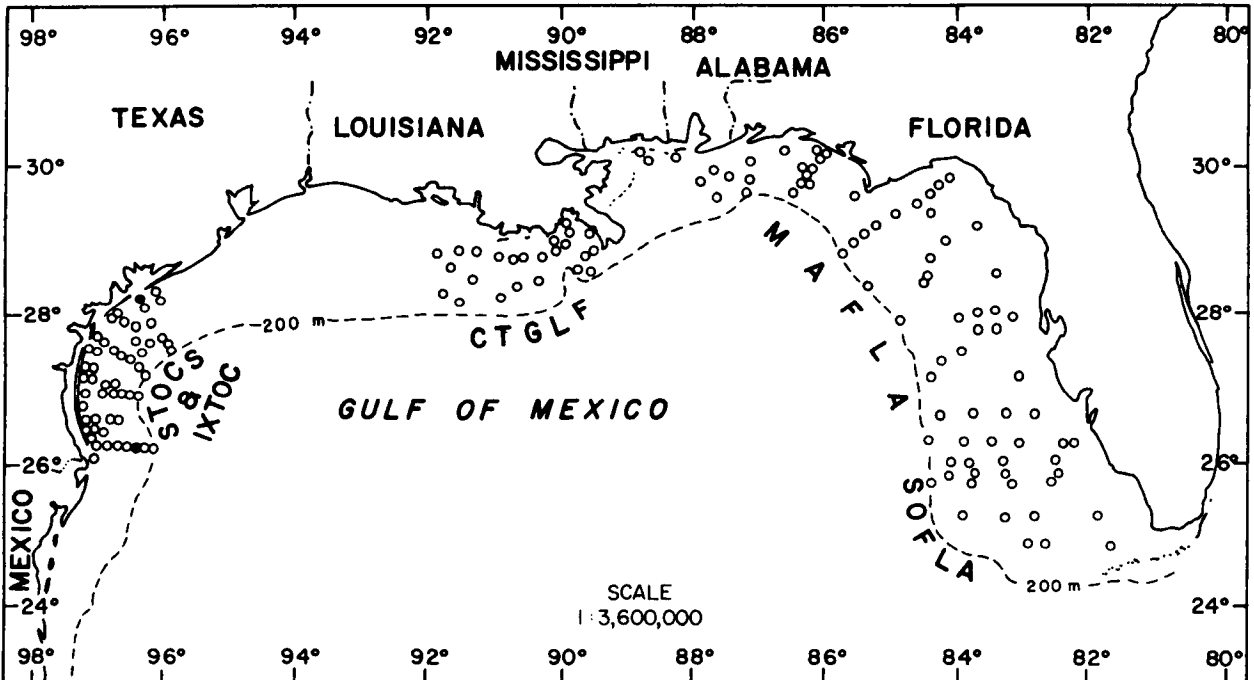 98° 96° 94° 92° 90° 88° 86° 84° 82° 80°
MISSISSIPPI
ALABAMA
TEXAS
LOUISIANA
FLORIDA
30° 30°
MAFLA
28° 28°
200 m
CTGLF
STOCS
&
IXTOC
GULF OF MEXICO
26° 26°
SOFLA
MEXICO
200 m
SCALE
1:3,600,000
24° 24°
98° 96° 94° 92° 90° 88° 86° 84° 82° 80°